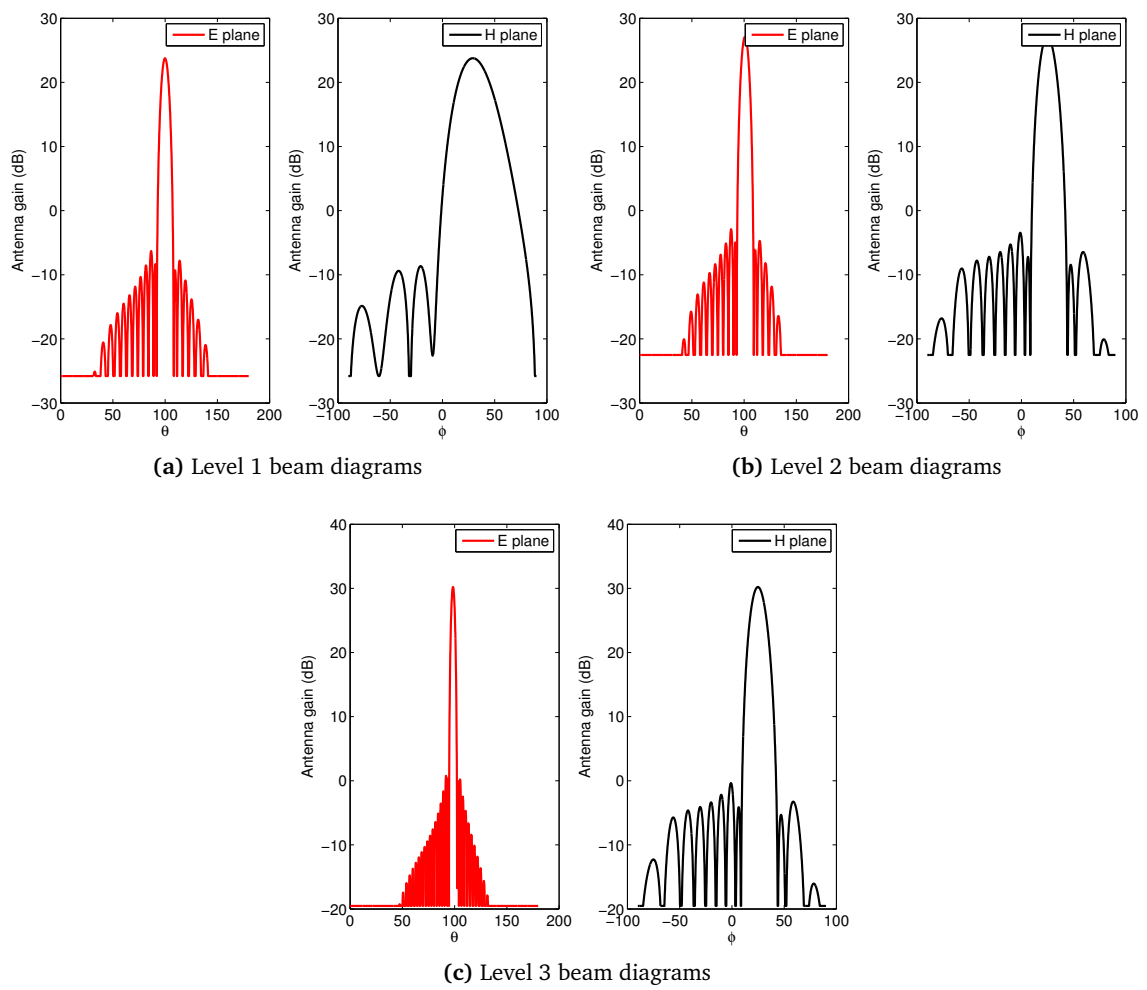 30
20
10
0
−10
−20
−30
0 50 100 150 200
Antenna gain (dB)
θ
E plane
30
20
10
0
−10
−20
−30
−100 −50 0 50 100
Antenna gain (dB)
ϕ
H plane
(a) Level 1 beam diagrams
30
20
10
0
−10
−20
−30
0 50 100 150 200
Antenna gain (dB)
θ
E plane
30
20
10
0
−10
−20
−30
−100 −50 0 50 100
Antenna gain (dB)
ϕ
H plane
(b) Level 2 beam diagrams
40
30
20
10
0
−10
−20
0 50 100 150 200
Antenna gain (dB)
θ
E plane
40
30
20
10
0
−10
−20
−100 −50 0 50 100
Antenna gain (dB)
ϕ
H plane
(c) Level 3 beam diagrams